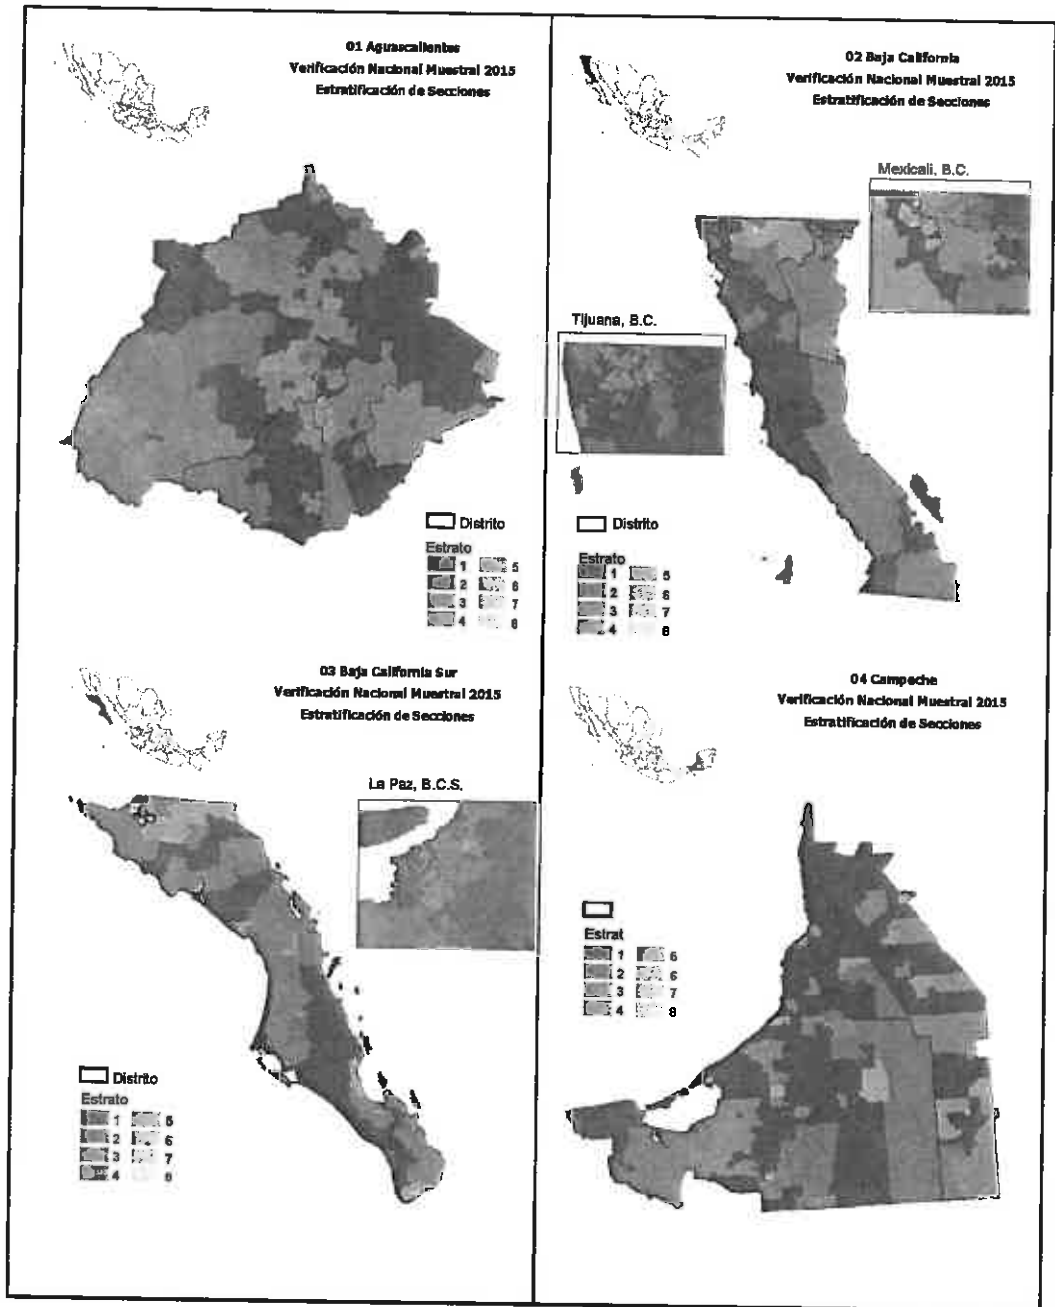 01 Aguascalientes
Verificación Nacional Muestral 2015
Estratificación de Secciones
Distrito
Estrato
1 5
2 6
3 7
4 8
02 Baja California
Verificación Nacional Muestral 2015
Estratificación de Secciones
Mexicali, B.C.
Tijuana, B.C.
Distrito
Estrato
1 5
2 6
3 7
4 8
03 Baja California Sur
Verificación Nacional Muestral 2015
Estratificación de Secciones
La Paz, B.C.S.
Distrito
Estrato
1 5
2 6
3 7
4 8
04 Campeche
Verificación Nacional Muestral 2015
Estratificación de Secciones
Estrat
1 5
2 6
3 7
4 8